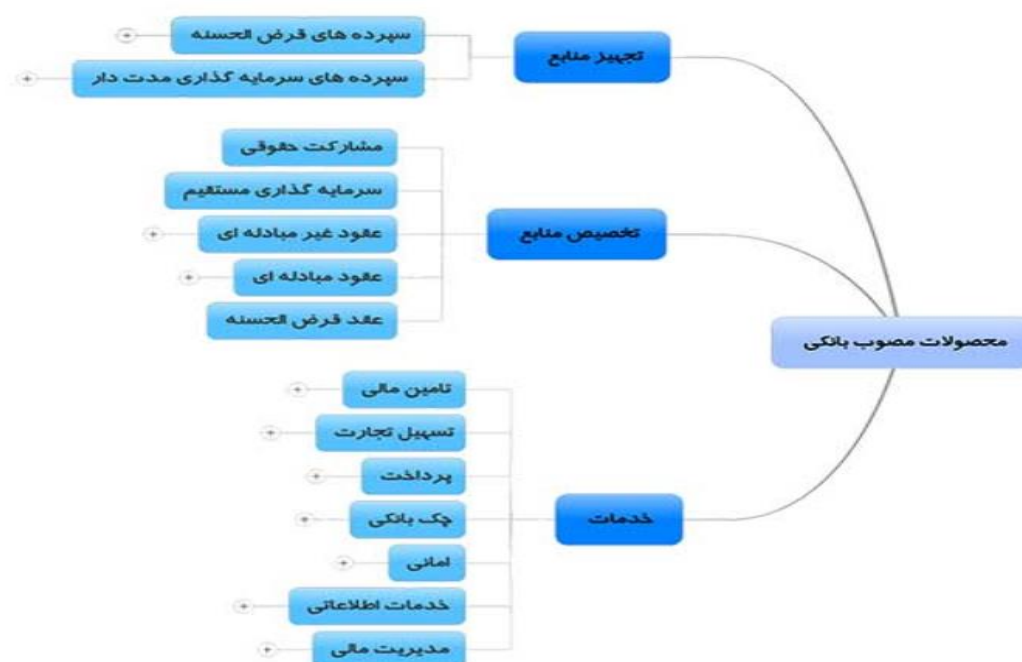 محصولات مصوب بانکی
تجهیز منابع
سپرده های قرض الحسنه
سپرده های سرمایه گذاری مدت دار
تخصیص منابع
مشارکت حقوقی
سرمایه گذاری مستقیم
عقود غیر مبادله ای
عقود مبادله ای
عقد قرض الحسنه
خدمات
تامین مالی
تسهیل تجارت
پرداخت
چک بانکی
امانی
خدمات اطلاعاتی
مدیریت مالی